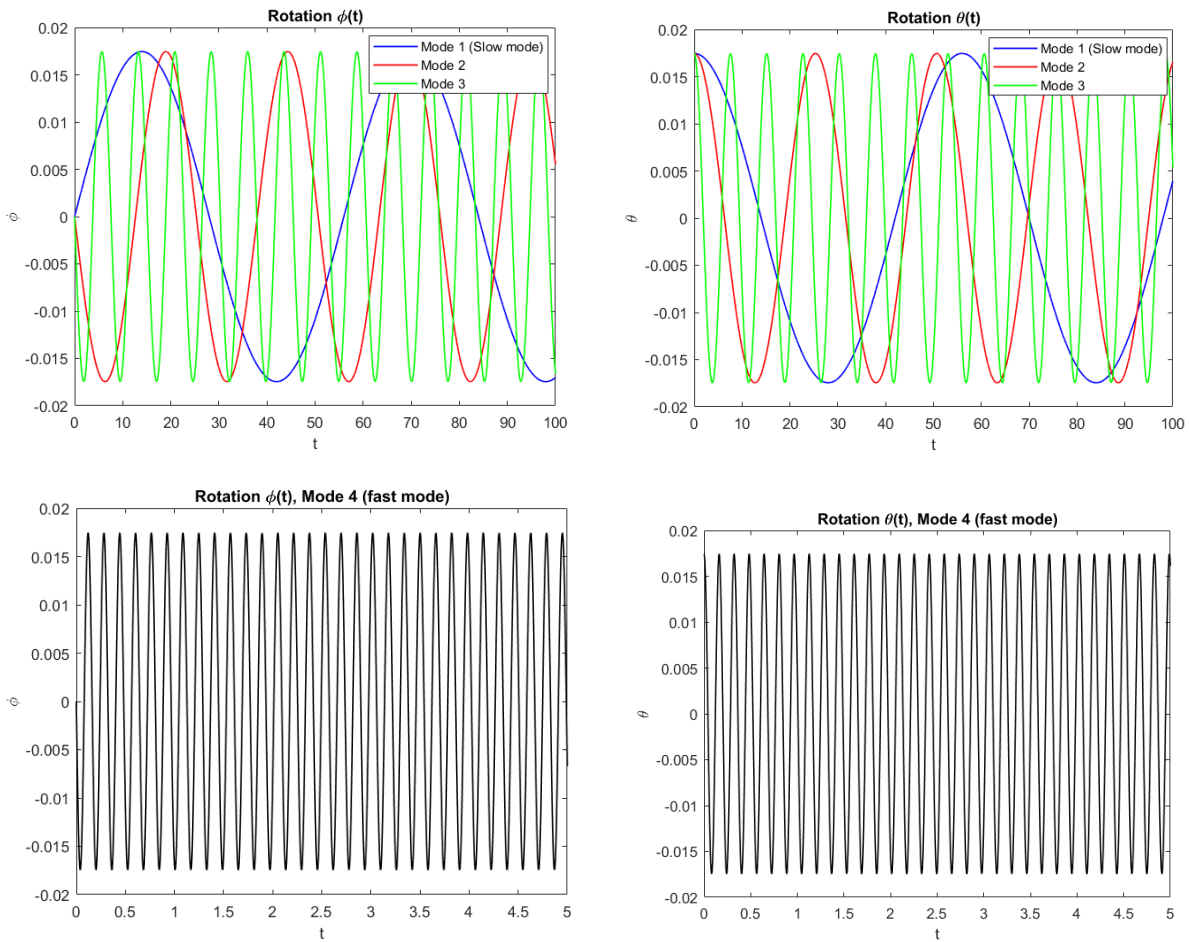 Rotation ϕ(t)
0.02
0.015
0.01
0.005
0
-0.005
-0.01
-0.015
-0.02
ϕ
0 10 20 30 40 50 60 70 80 90 100
t
Mode 1 (Slow mode)
Mode 2
Mode 3
Rotation θ(t)
0.02
0.015
0.01
0.005
0
-0.005
-0.01
-0.015
-0.02
θ
0 10 20 30 40 50 60 70 80 90 100
t
Mode 1 (Slow mode)
Mode 2
Mode 3
Rotation ϕ(t), Mode 4 (fast mode)
0.02
0.015
0.01
0.005
0
-0.005
-0.01
-0.015
-0.02
ϕ
0 0.5 1 1.5 2 2.5 3 3.5 4 4.5 5
t
Rotation θ(t), Mode 4 (fast mode)
0.02
0.015
0.01
0.005
0
-0.005
-0.01
-0.015
-0.02
θ
0 0.5 1 1.5 2 2.5 3 3.5 4 4.5 5
t